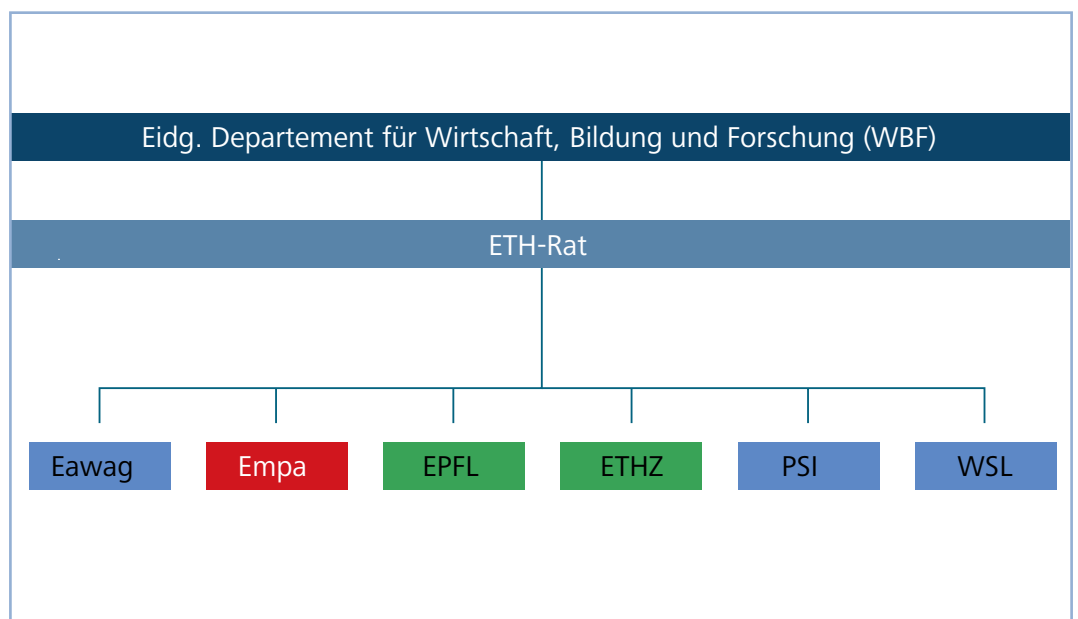 Eidg. Departement für Wirtschaft, Bildung und Forschung (WBF)
ETH-Rat
Eawag
Empa
EPFL
ETHZ
PSI
WSL